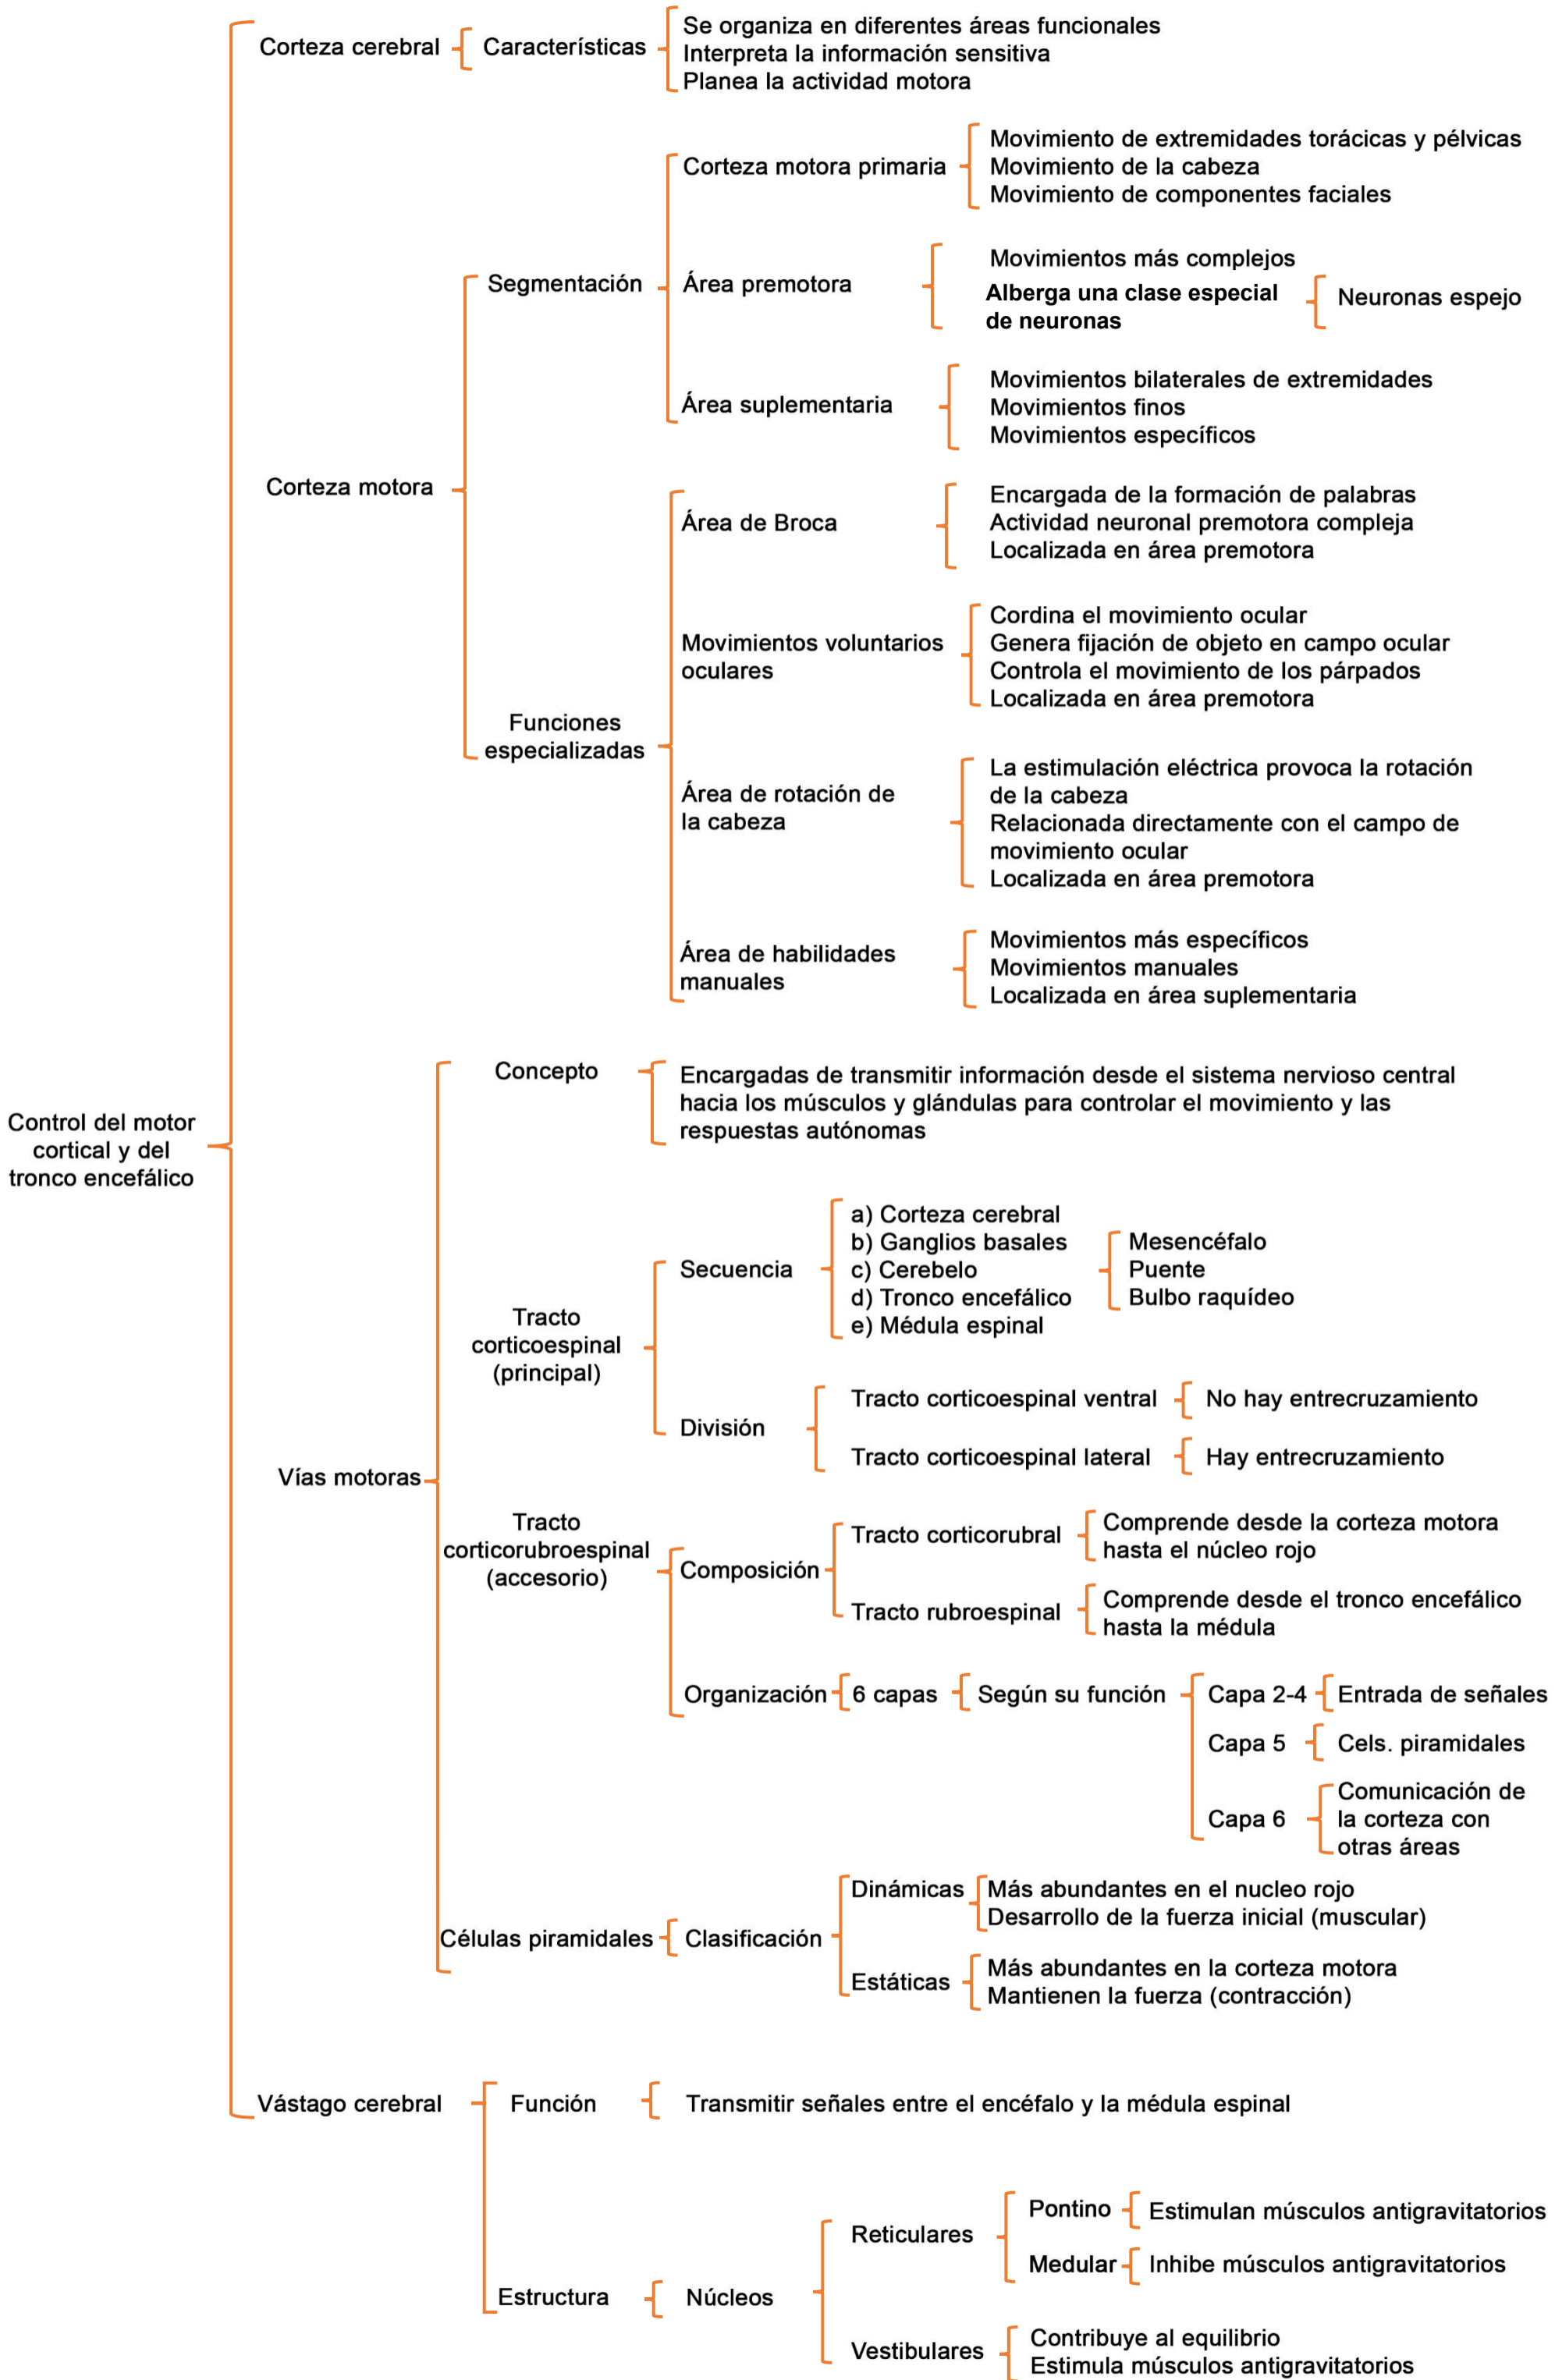 Corteza cerebral
Características
Se organiza en diferentes áreas funcionales
Interpreta la información sensitiva
Planea la actividad motora
Corteza motora
Segmentación
Corteza motora primaria
Movimiento de extremidades torácicas y pélvicas
Movimiento de la cabeza
Movimiento de componentes faciales
Área premotora
Movimientos más complejos
Alberga una clase especial
de neuronas
Neuronas espejo
Área suplementaria
Movimientos bilaterales de extremidades
Movimientos finos
Movimientos específicos
Funciones
especializadas
Área de Broca
Encargada de la formación de palabras
Actividad neuronal premotora compleja
Localizada en área premotora
Movimientos voluntarios
oculares
Cordina el movimiento ocular
Genera fijación de objeto en campo ocular
Controla el movimiento de los párpados
Localizada en área premotora
Área de rotación de
la cabeza
La estimulación eléctrica provoca la rotación
de la cabeza
Relacionada directamente con el campo de
movimiento ocular
Localizada en área premotora
Área de habilidades
manuales
Movimientos más específicos
Movimientos manuales
Localizada en área suplementaria
Control del motor
cortical y del
tronco encefálico
Vías motoras
Concepto
Encargadas de transmitir información desde el sistema nervioso central
hacia los músculos y glándulas para controlar el movimiento y las
respuestas autónomas
Tracto
corticoespinal
(principal)
Secuencia
a) Corteza cerebral
b) Ganglios basales
c) Cerebelo
d) Tronco encefálico
e) Médula espinal
Mesencéfalo
Puente
Bulbo raquídeo
División
Tracto corticoespinal ventral
No hay entrecruzamiento
Tracto corticoespinal lateral
Hay entrecruzamiento
Tracto
corticorubroespinal
(accesorio)
Composición
Tracto corticorubral
Comprende desde la corteza motora
hasta el núcleo rojo
Tracto rubroespinal
Comprende desde el tronco encefálico
hasta la médula
Organización
6 capas
Según su función
Capa 2-4
Entrada de señales
Capa 5
Cels. piramidales
Capa 6
Comunicación de
la corteza con
otras áreas
Células piramidales
Clasificación
Dinámicas
Más abundantes en el nucleo rojo
Desarrollo de la fuerza inicial (muscular)
Estáticas
Más abundantes en la corteza motora
Mantienen la fuerza (contracción)
Vástago cerebral
Función
Transmitir señales entre el encéfalo y la médula espinal
Estructura
Núcleos
Reticulares
Pontino
Estimulan músculos antigravitatorios
Medular
Inhibe músculos antigravitatorios
Vestibulares
Contribuye al equilibrio
Estimula músculos antigravitatorios